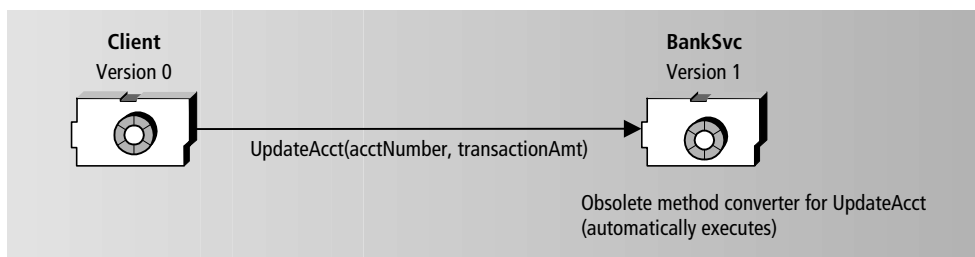 Client
Version 0
BankSvc
Version 1
UpdateAcct(acctNumber, transactionAmt)
Obsolete method converter for UpdateAcct
(automatically executes)